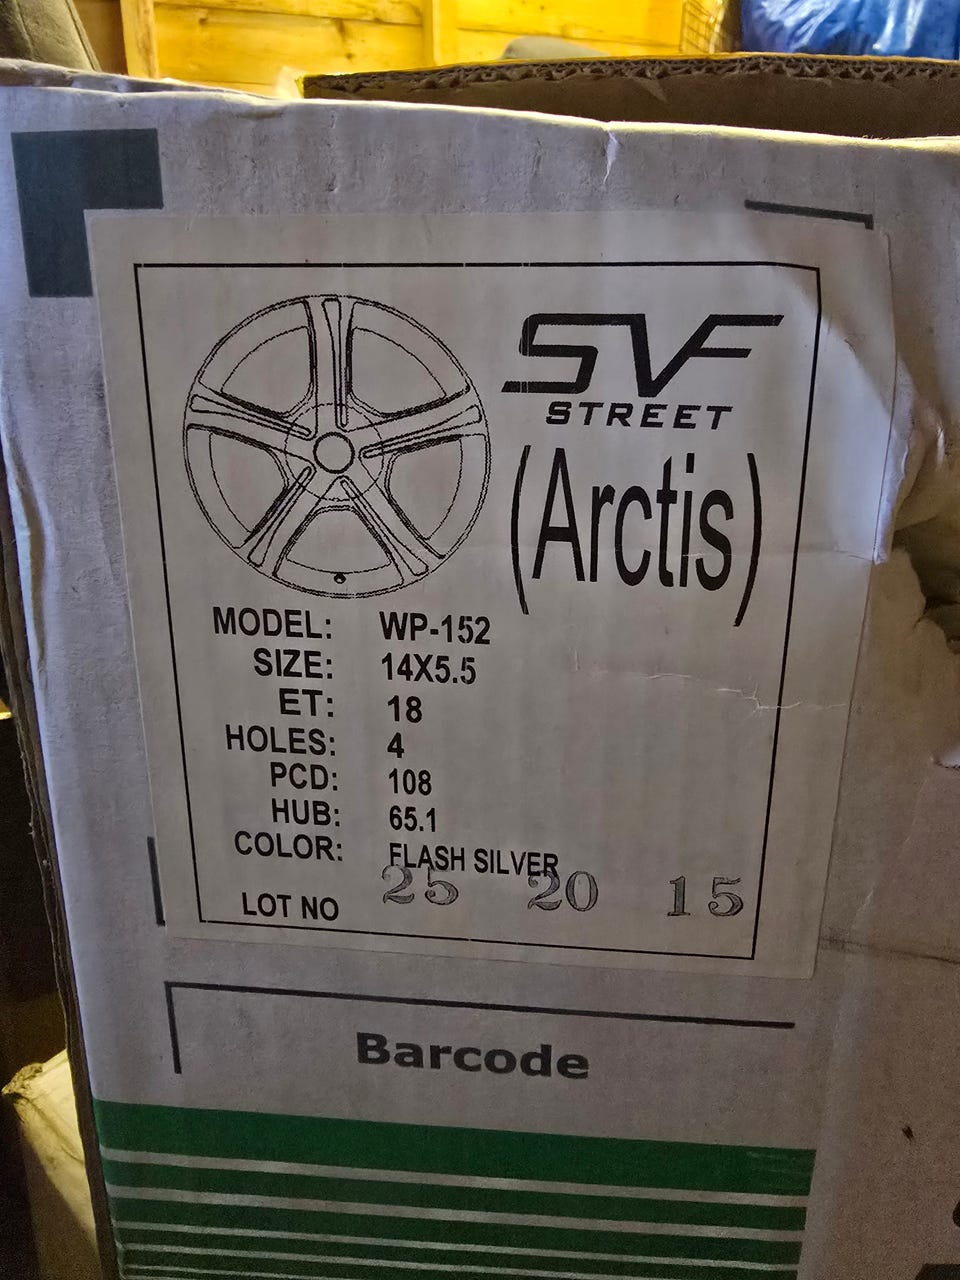 SVF
STREET
(Arctis)
MODEL: WP-152
SIZE: 14X5.5
ET: 18
HOLES: 4
PCD: 108
HUB: 65.1
COLOR: FLASH SILVER
LOT NO 25 20 15
Barcode